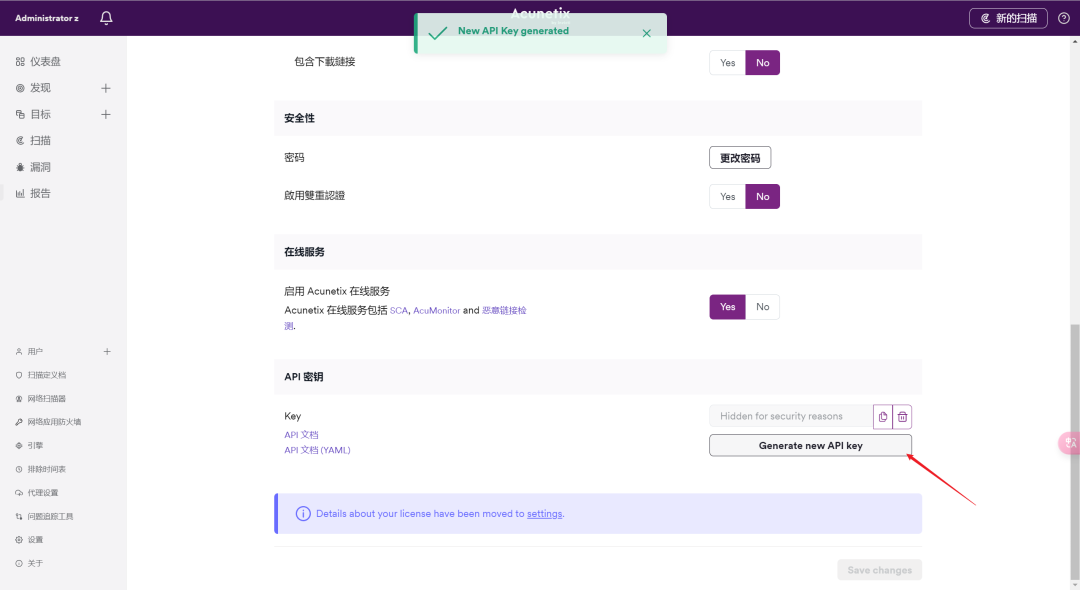 Administrator z
Acunetix
新的扫描
New API Key generated
仪表盘
发现
目标
扫描
漏洞
报告
用户
扫描定义档
网络扫描器
网络应用防火墙
引擎
排除时间表
代理设置
问题追踪工具
设置
关于
包含下載鏈接
Yes
No
安全性
密码
更改密码
啟用雙重認證
Yes
No
在线服务
启用 Acunetix 在线服务
Acunetix 在线服务包括 SCA, AcuMonitor and 恶意链接检
测.
Yes
No
API 密钥
Key
Hidden for security reasons
API 文档
API 文档 (YAML)
Generate new API key
Details about your license have been moved to settings.
Save changes